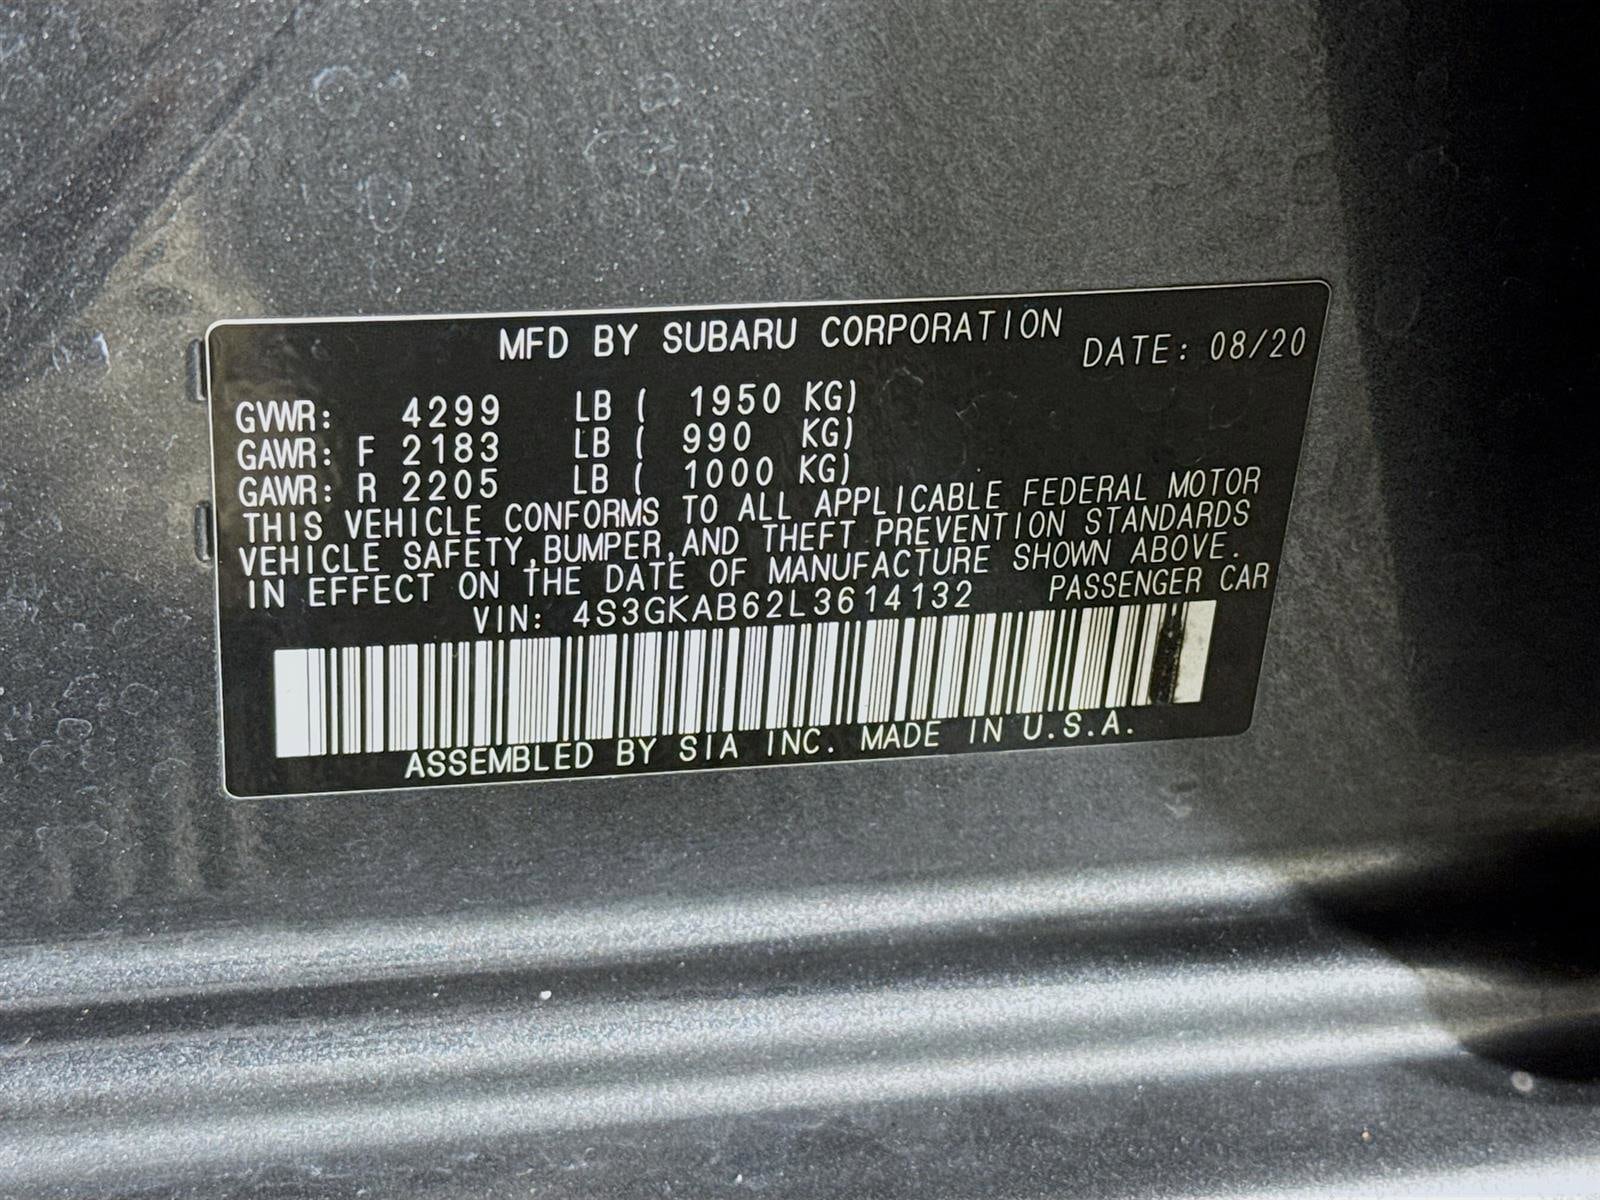 MFD BY SUBARU CORPORATION
DATE: 08/20
GVWR: 4299 LB ( 1950 KG)
GAWR: F 2183 LB ( 990 KG)
GAWR: R 2205 LB ( 1000 KG)
THIS VEHICLE CONFORMS TO ALL APPLICABLE FEDERAL MOTOR
VEHICLE SAFETY,BUMPER,AND THEFT PREVENTION STANDARDS
IN EFFECT ON THE DATE OF MANUFACTURE SHOWN ABOVE.
VIN: 4S3GKAB62L3614132 PASSENGER CAR
ASSEMBLED BY SIA INC. MADE IN U.S.A.